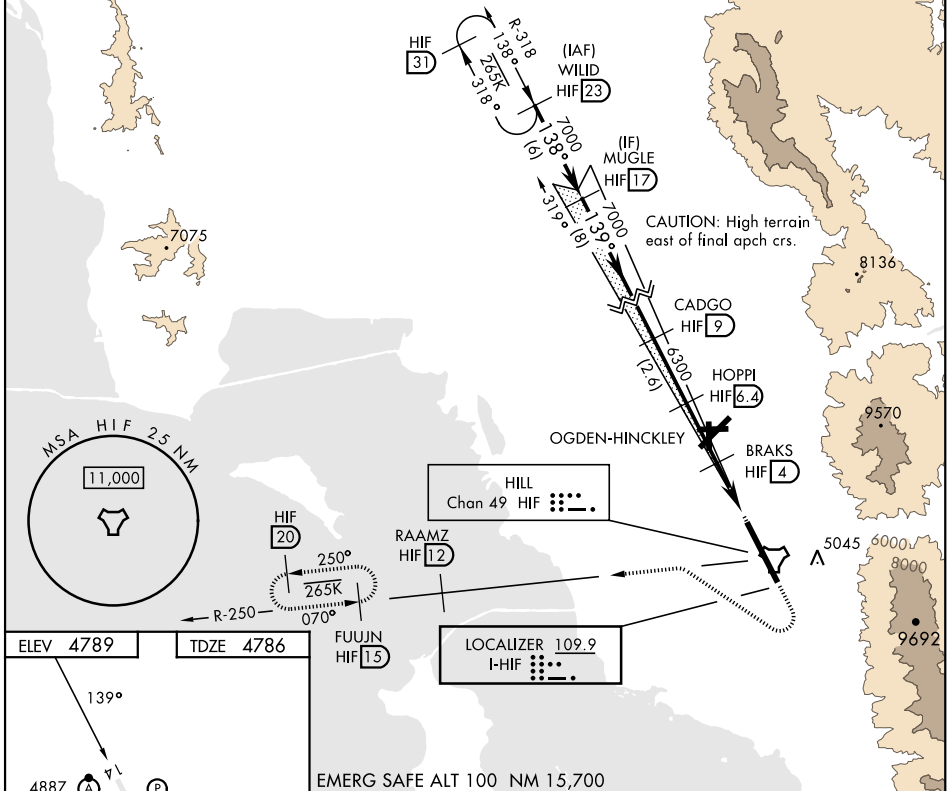 HIF
31
R-318
138°
265K
318°
(IAF)
WILID
HIF 23
7000
138°
(6)
(IF)
MUGLE
HIF 17
7000
139°
319°
(8)
CAUTION: High terrain
east of final apch crs.
7075
8136
CADGO
HIF 9
6300
(2.6)
HOPPI
HIF 6.4
9570
OGDEN-HINCKLEY
BRAKS
HIF 4
MSA HIF 25 NM
11,000
HILL
Chan 49 HIF
HIF
20
RAAMZ
HIF 12
5045
6000
8000
250°
265K
070°
R-250
FUUJN
HIF 15
LOCALIZER 109.9
I-HIF
9692
ELEV 4789
TDZE 4786
139°
14
4887
A
P
EMERG SAFE ALT 100 NM 15,700